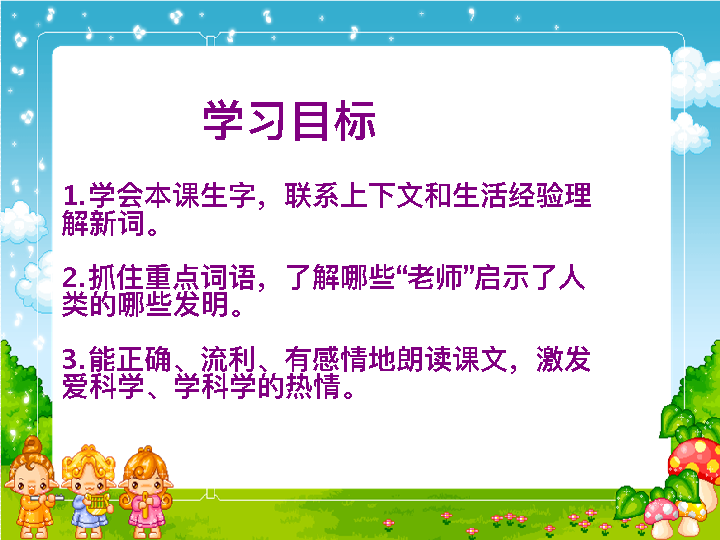 学习目标
1.学会本课生字，联系上下文和生活经验理
解新词。
2.抓住重点词语，了解哪些“老师”启示了人
类的哪些发明。
3.能正确、流利、有感情地朗读课文，激发
爱科学、学科学的热情。